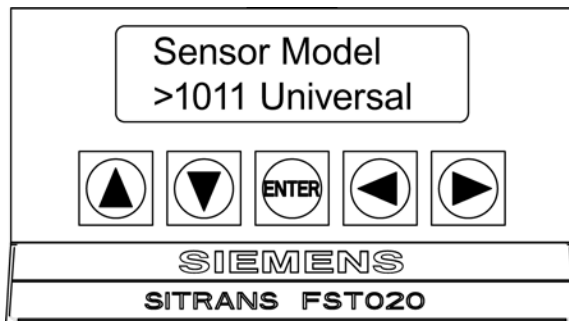 Sensor Model
>1011 Universal
ENTER
SIEMENS
SITRANS FST020